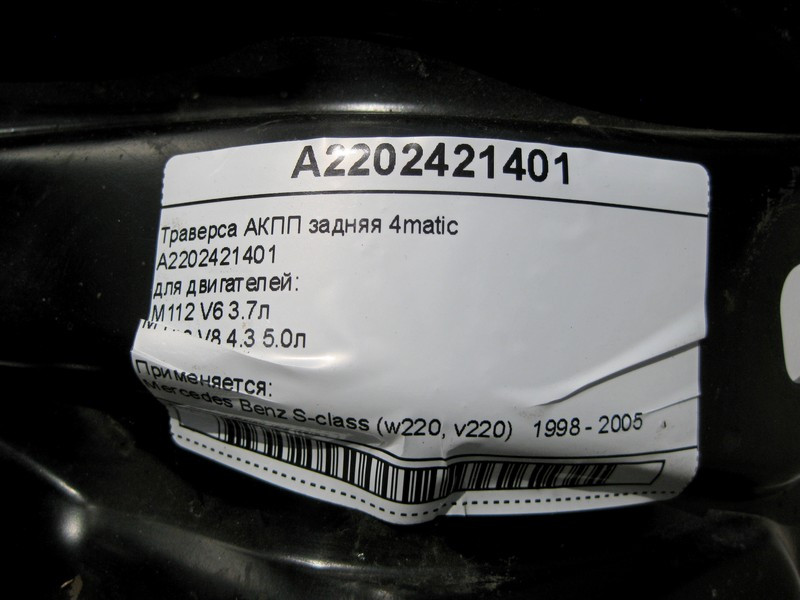 A2202421401
Траверса АКПП задняя 4matic
A2202421401
для двигателей:
M112 V6 3.7л
V8 4.3 5.0л
Применяется:
Mercedes Benz S-class (w220, v220) 1998 - 2005